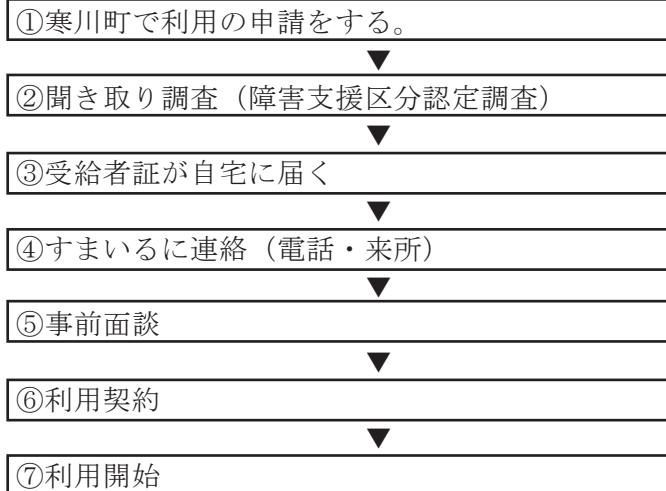 ①寒川町で利用の申請をする。
▼
②聞き取り調査（障害支援区分認定調査）
▼
③受給者証が自宅に届く
▼
④すまいるに連絡（電話・来所）
▼
⑤事前面談
▼
⑥利用契約
▼
⑦利用開始